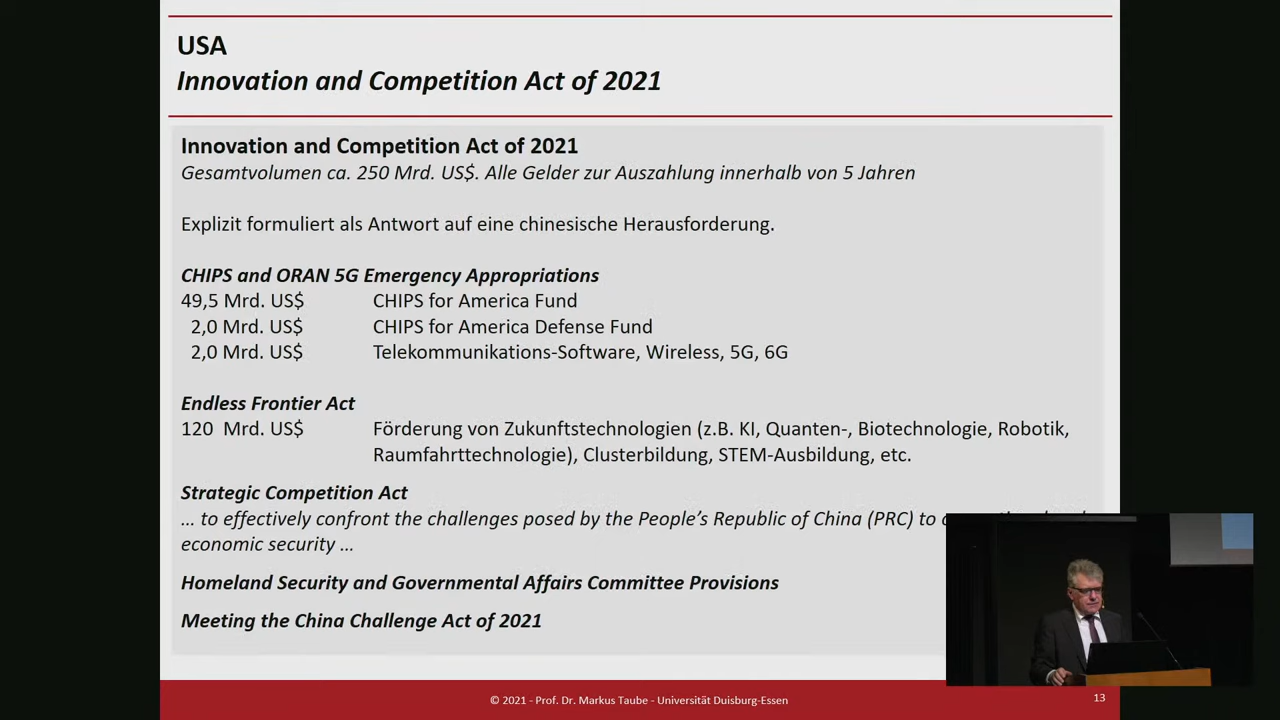 USA
Innovation and Competition Act of 2021
Innovation and Competition Act of 2021
Gesamtvolumen ca. 250 Mrd. US$. Alle Gelder zur Auszahlung innerhalb von 5 Jahren
Explizit formuliert als Antwort auf eine chinesische Herausforderung.
CHIPS and ORAN 5G Emergency Appropriations
49,5 Mrd. US$ CHIPS for America Fund
2,0 Mrd. US$ CHIPS for America Defense Fund
2,0 Mrd. US$ Telekommunikations-Software, Wireless, 5G, 6G
Endless Frontier Act
120 Mrd. US$ Förderung von Zukunftstechnologien (z.B. KI, Quanten-, Biotechnologie, Robotik,
Raumfahrttechnologie), Clusterbildung, STEM-Ausbildung, etc.
Strategic Competition Act
… to effectively confront the challenges posed by the People’s Republic of China (PRC) to
economic security …
Homeland Security and Governmental Affairs Committee Provisions
Meeting the China Challenge Act of 2021
© 2021 - Prof. Dr. Markus Taube - Universität Duisburg-Essen
13